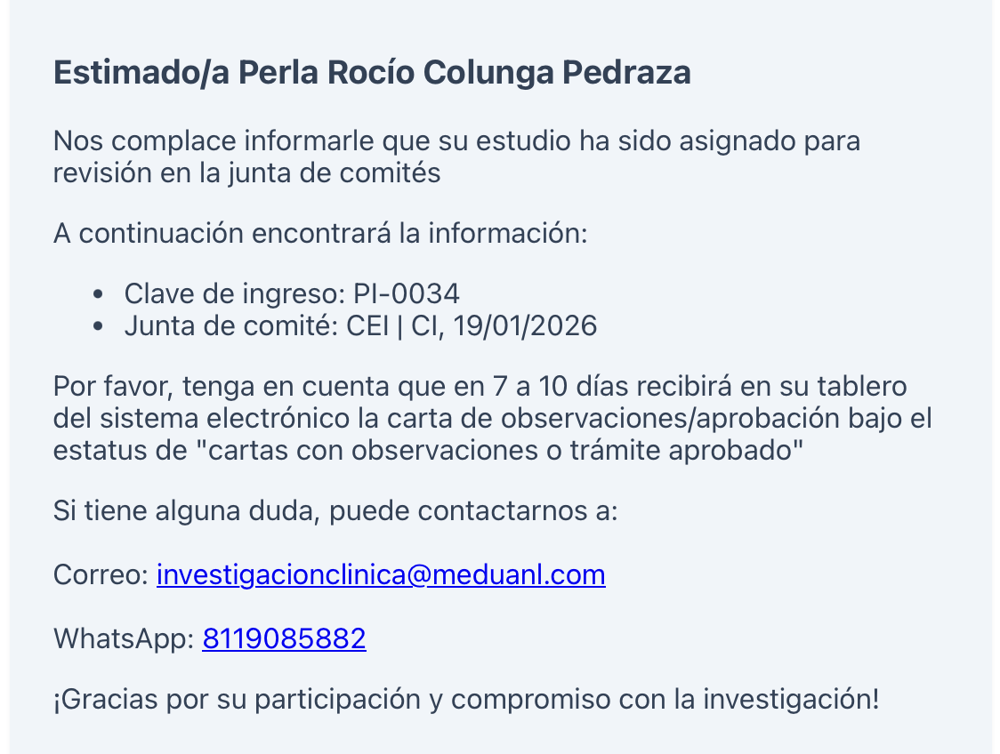 Estimado/a Perla Rocío Colunga Pedraza
Nos complace informarle que su estudio ha sido asignado para
revisión en la junta de comités
A continuación encontrará la información:
• Clave de ingreso: PI-0034
• Junta de comité: CEI | CI, 19/01/2026
Por favor, tenga en cuenta que en 7 a 10 días recibirá en su tablero
del sistema electrónico la carta de observaciones/aprobación bajo el
estatus de "cartas con observaciones o trámite aprobado"
Si tiene alguna duda, puede contactarnos a:
Correo: investigacionclinica@meduanl.com
WhatsApp: 8119085882
¡Gracias por su participación y compromiso con la investigación!